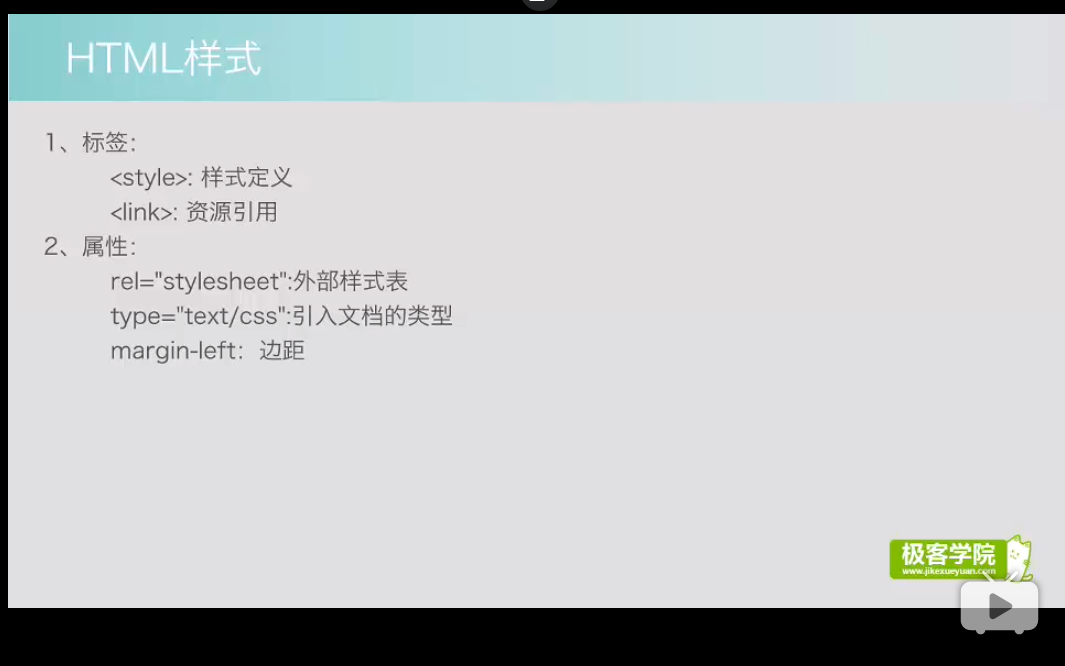 HTML样式
1、标签：
<style>: 样式定义
<link>: 资源引用
2、属性：
rel="stylesheet":外部样式表
type="text/css":引入文档的类型
margin-left：边距
极客学院
www.jikexueyuan.com